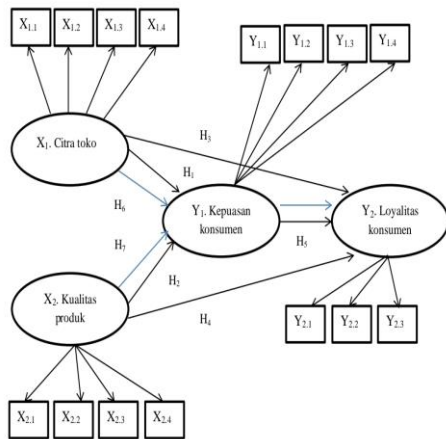 X1.1 X1.2 X1.3 X1.4
Y1.1 Y1.2 Y1.3 Y1.4
X1. Citra toko
H3
H1
H6
Y1. Kepuasan
konsumen
Y2. Loyalitas
konsumen
H7
H5
H2
X2. Kualitas
produk
H4
Y2.1 Y2.2 Y2.3
X2.1 X2.2 X2.3 X2.4